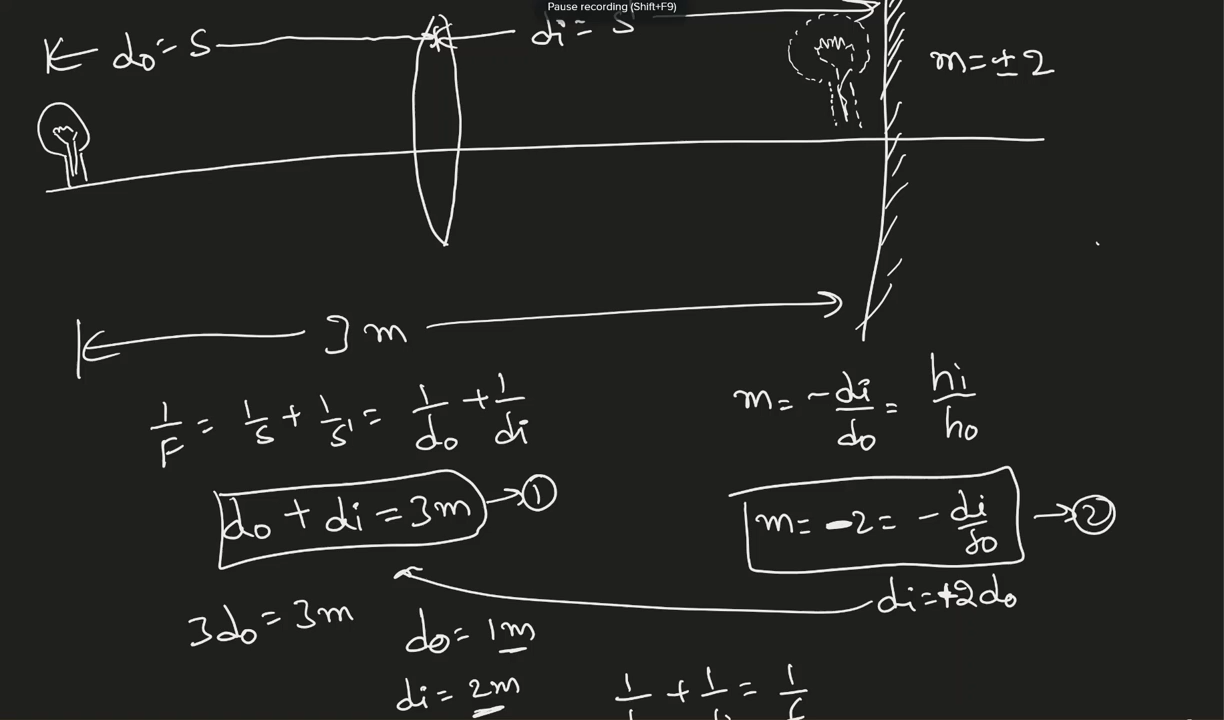 Pause recording (Shift+F9)
do = S di = S'
m = ±2
3 m
1/F = 1/S + 1/S' = 1/do + 1/di
m = -di/do = hi/ho
do + di = 3m → ①
m = -2 = -di/do → ②
di = +2do
3do = 3m
do = 1m
di = 2m